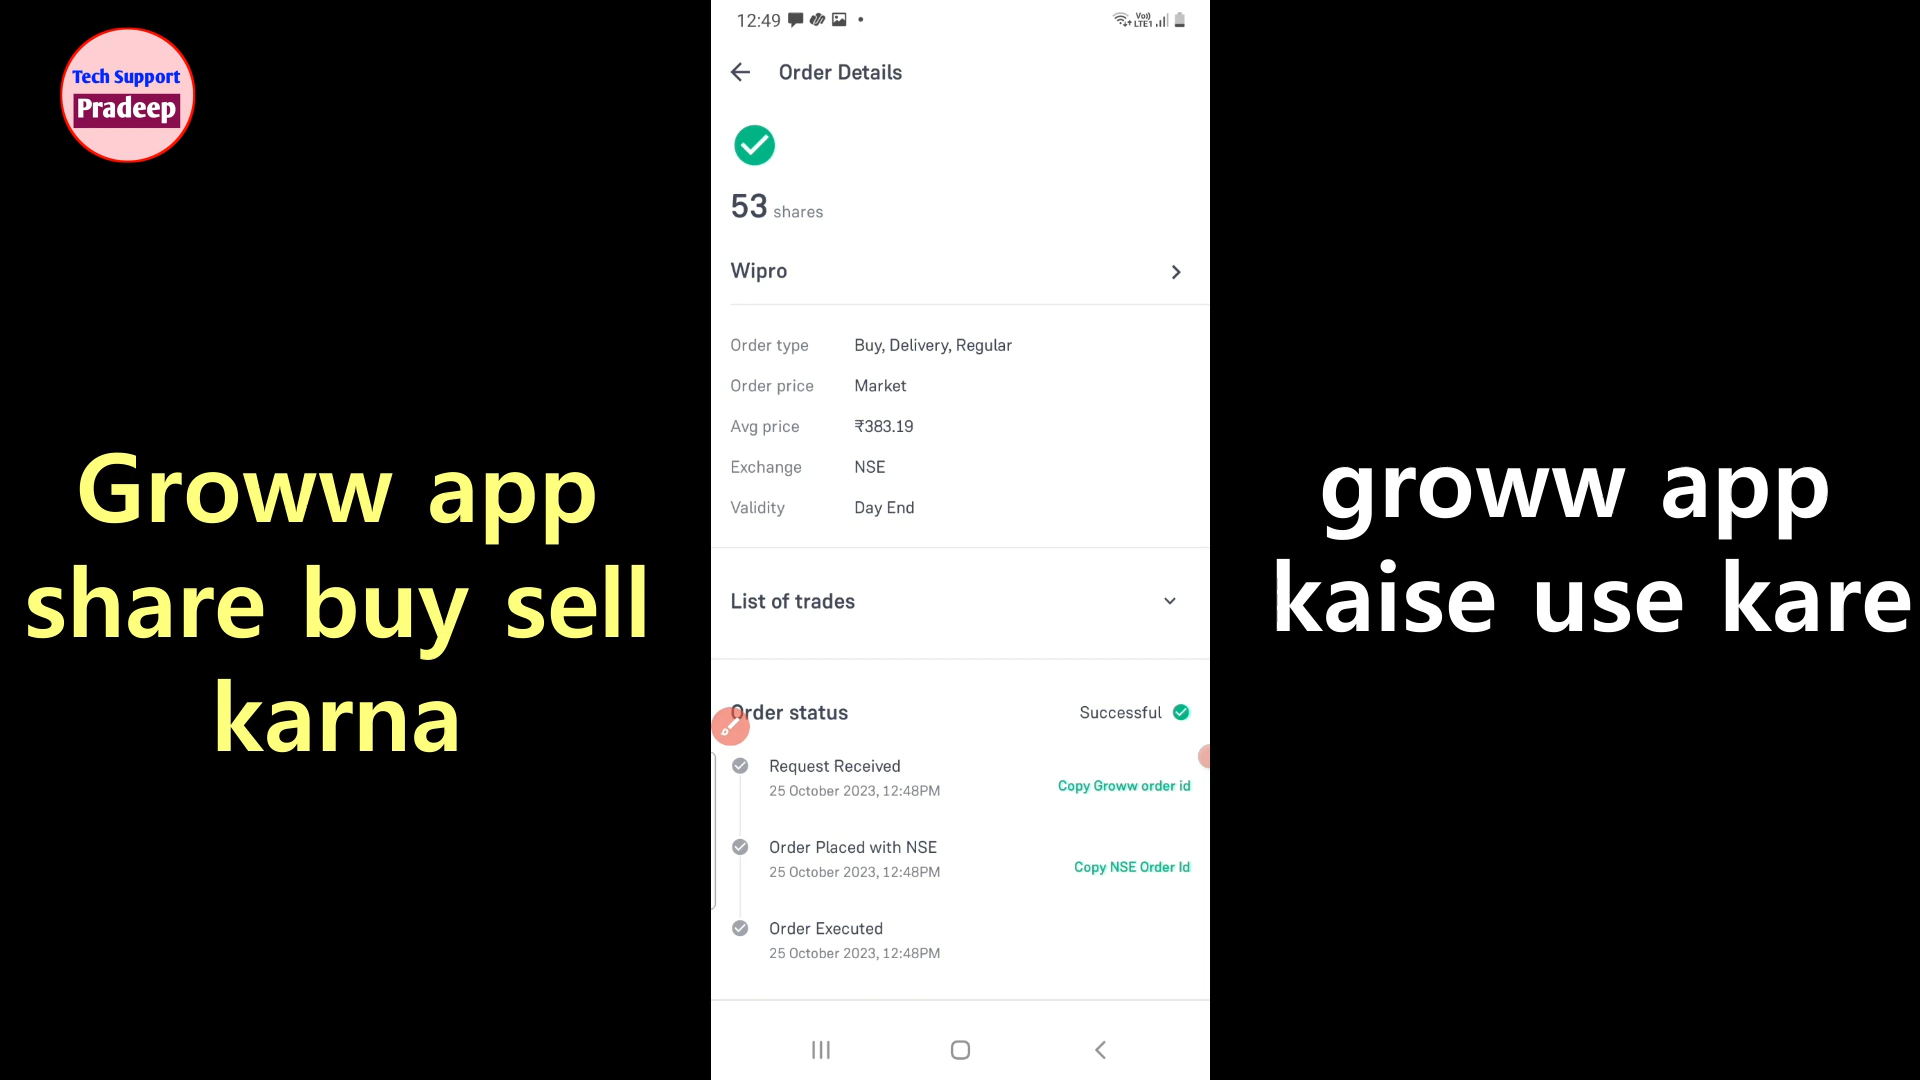 Tech Support
Pradeep
Groww app
share buy sell
karna
12:49
Vo)) LTE1
Order Details
53 shares
Wipro
Order type Buy, Delivery, Regular
Order price Market
Avg price ₹383.19
Exchange NSE
Validity Day End
List of trades
Order status Successful
Request Received
25 October 2023, 12:48PM
Copy Groww order id
Order Placed with NSE
25 October 2023, 12:48PM
Copy NSE Order Id
Order Executed
25 October 2023, 12:48PM
groww app
kaise use kare